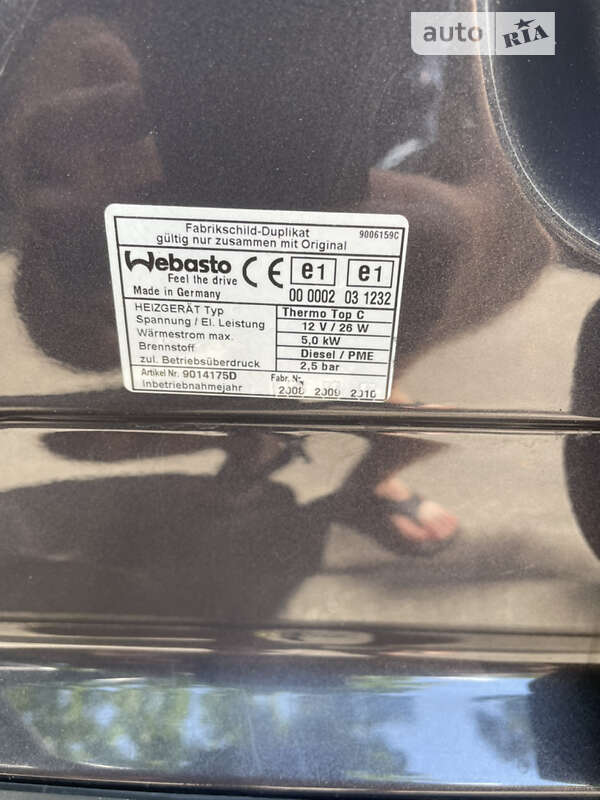 auto RIA
Fabrikschild-Duplikat
gültig nur zusammen mit Original
9006159C
Webasto CE e1 e1
Feel the drive
Made in Germany
00 0002 03 1232
HEIZGERÄT Typ Thermo Top C
Spannung / El. Leistung 12 V / 26 W
Wärmestrom max. 5,0 kW
Brennstoff Diesel / PME
zul. Betriebsüberdruck 2,5 bar
Artikel Nr. 9014175D Fabr. Nr.
Inbetriebnahmejahr 2008 2009 2010